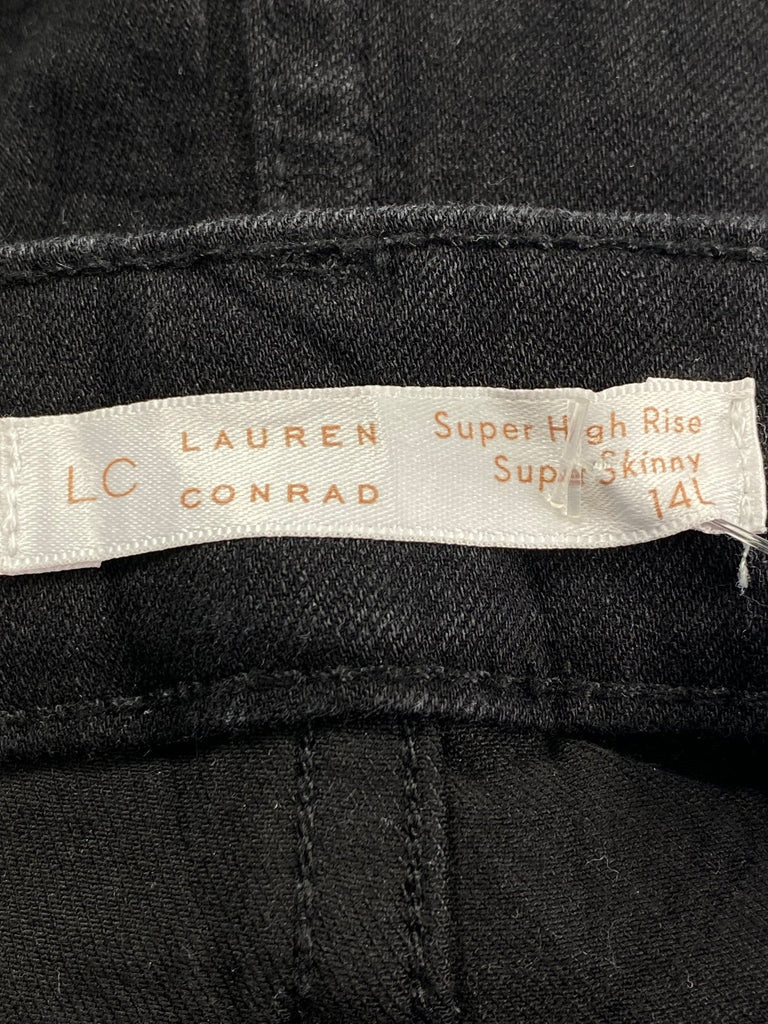 LC LAUREN CONRAD
Super High Rise
Super Skinny
14L